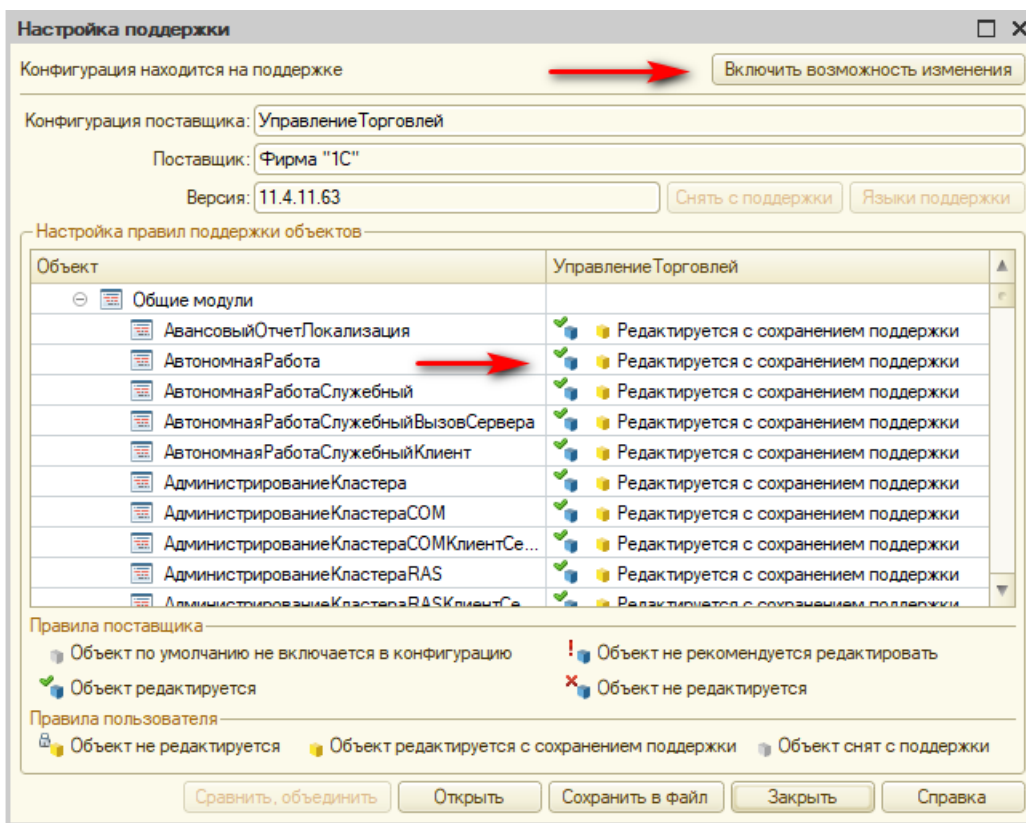 Настройка поддержки
Конфигурация находится на поддержке
Включить возможность изменения
Конфигурация поставщика: УправлениеТорговлей
Поставщик: Фирма "1С"
Версия: 11.4.11.63 Снять с поддержки Языки поддержки
Настройка правил поддержки объектов
Объект УправлениеТорговлей
Общие модули
АвансовыйОтчетЛокализация Редактируется с сохранением поддержки
АвтономнаяРабота Редактируется с сохранением поддержки
АвтономнаяРаботаСлужебный Редактируется с сохранением поддержки
АвтономнаяРаботаСлужебныйВызовСервера Редактируется с сохранением поддержки
АвтономнаяРаботаСлужебныйКлиент Редактируется с сохранением поддержки
АдминистрированиеКластера Редактируется с сохранением поддержки
АдминистрированиеКластераCOM Редактируется с сохранением поддержки
АдминистрированиеКластераCOMКлиентСе... Редактируется с сохранением поддержки
АдминистрированиеКластераRAS Редактируется с сохранением поддержки
АдминистрированиеКластераRASКлиентСе... Редактируется с сохранением поддержки
Правила поставщика
Объект по умолчанию не включается в конфигурацию ! Объект не рекомендуется редактировать
Объект редактируется Объект не редактируется
Правила пользователя
Объект не редактируется Объект редактируется с сохранением поддержки Объект снят с поддержки
Сравнить, объединить Открыть Сохранить в файл Закрыть Справка